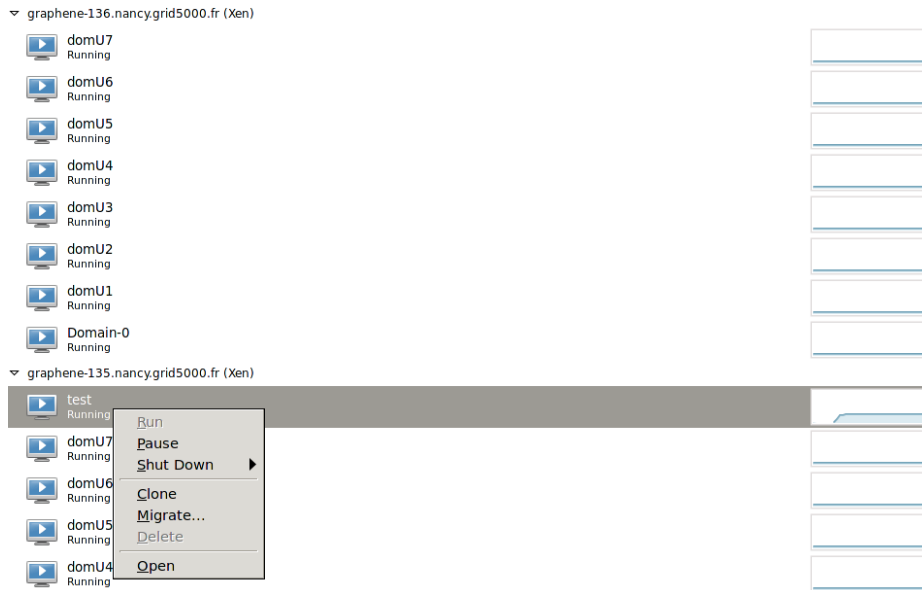 graphene-136.nancy.grid5000.fr (Xen)
domU7
Running
domU6
Running
domU5
Running
domU4
Running
domU3
Running
domU2
Running
domU1
Running
Domain-0
Running
graphene-135.nancy.grid5000.fr (Xen)
test
Running
domU7
Running
domU6
Running
domU5
Running
domU4
Running
Run
Pause
Shut Down
Clone
Migrate...
Delete
Open